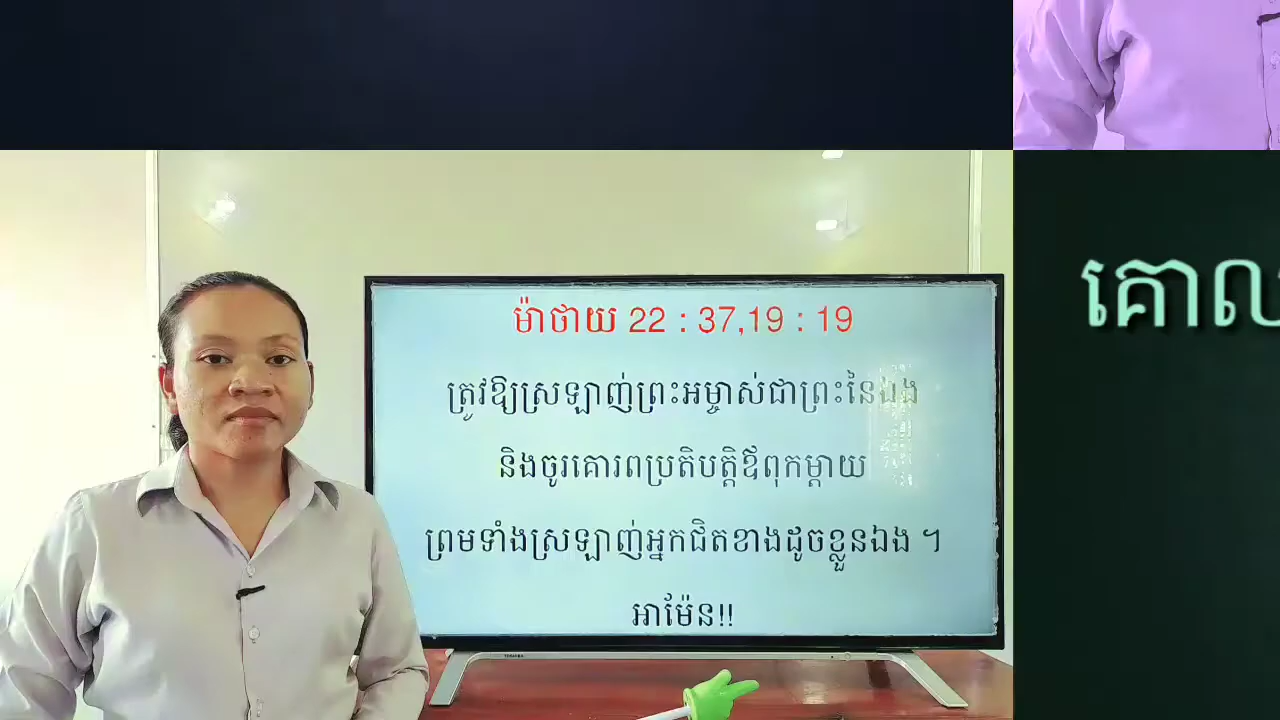 ម៉ាថាយ 22 : 37,19 : 19
ត្រូវឱ្យស្រឡាញ់ព្រះអម្ចាស់ជាព្រះនៃឯង
និងចូរគោរពប្រតិបត្តិឪពុកម្ដាយ
ព្រមទាំងស្រឡាញ់អ្នកជិតខាងដូចខ្លួនឯង ។
អាម៉ែន!!
TOSHIBA